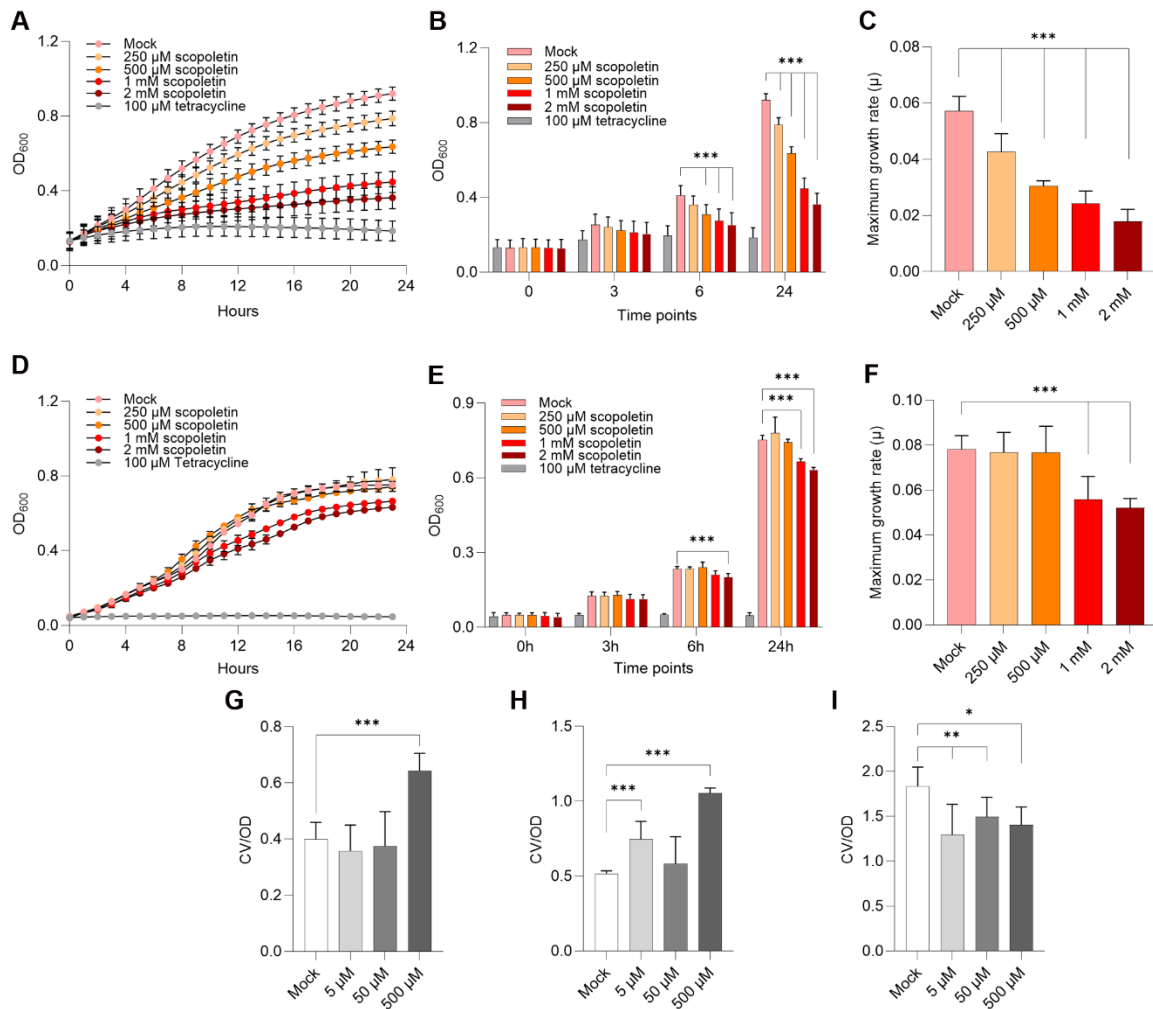 A
1.2
0.8
0.4
0.0
OD600
Mock
250 µM scopoletin
500 µM scopoletin
1 mM scopoletin
2 mM scopoletin
100 µM tetracycline
0 4 8 12 16 20 24
Hours
B
1.2
0.8
0.4
0.0
OD600
Mock
250 µM scopoletin
500 µM scopoletin
1 mM scopoletin
2 mM scopoletin
100 µM tetracycline
***
***
0 3 6 24
Time points
C
0.08
0.06
0.04
0.02
0.00
Maximum growth rate (µ)
***
Mock 250 µM 500 µM 1 mM 2 mM
D
1.2
0.8
0.4
0.0
OD600
Mock
250 µM scopoletin
500 µM scopoletin
1 mM scopoletin
2 mM scopoletin
100 µM Tetracycline
0 4 8 12 16 20 24
Hours
E
0.9
0.6
0.3
0.0
OD600
Mock
250 µM scopoletin
500 µM scopoletin
1 mM scopoletin
2 mM scopoletin
100 µM tetracycline
***
***
***
0h 3h 6h 24h
Time points
F
0.10
0.08
0.06
0.04
0.02
0.00
Maximum growth rate (µ)
***
Mock 250 µM 500 µM 1 mM 2 mM
G
0.8
0.6
0.4
0.2
0.0
CV/OD
***
Mock 5 µM 50 µM 500 µM
H
1.5
1.0
0.5
0.0
CV/OD
***
***
Mock 5 µM 50 µM 500 µM
I
2.5
2.0
1.5
1.0
0.5
0.0
CV/OD
*
**
Mock 5 µM 50 µM 500 µM